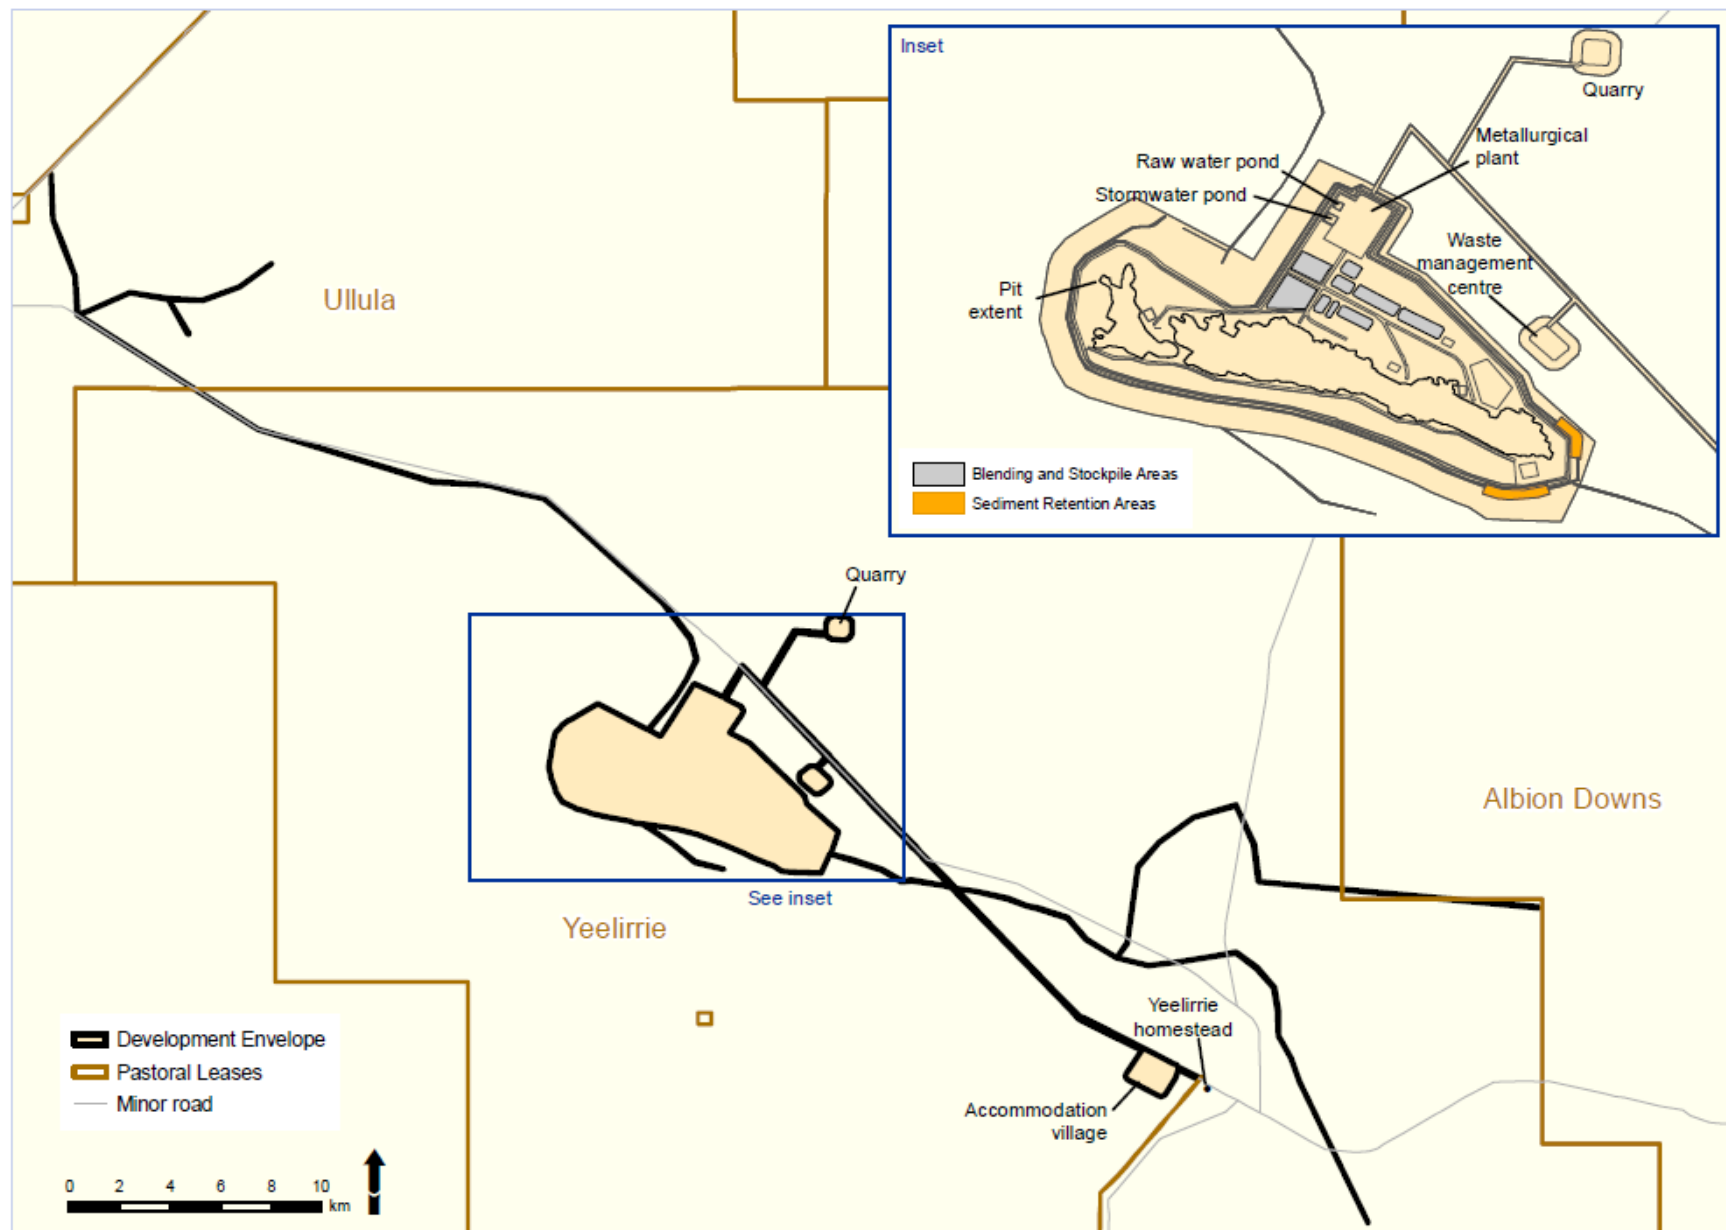 Inset
Quarry
Metallurgical
plant
Raw water pond
Stormwater pond
Waste
management
centre
Pit
extent
Blending and Stockpile Areas
Sediment Retention Areas
Ullula
Quarry
Albion Downs
See inset
Yeelirrie
Yeelirrie
homestead
Accommodation
village
Development Envelope
Pastoral Leases
Minor road
0 2 4 6 8 10
km